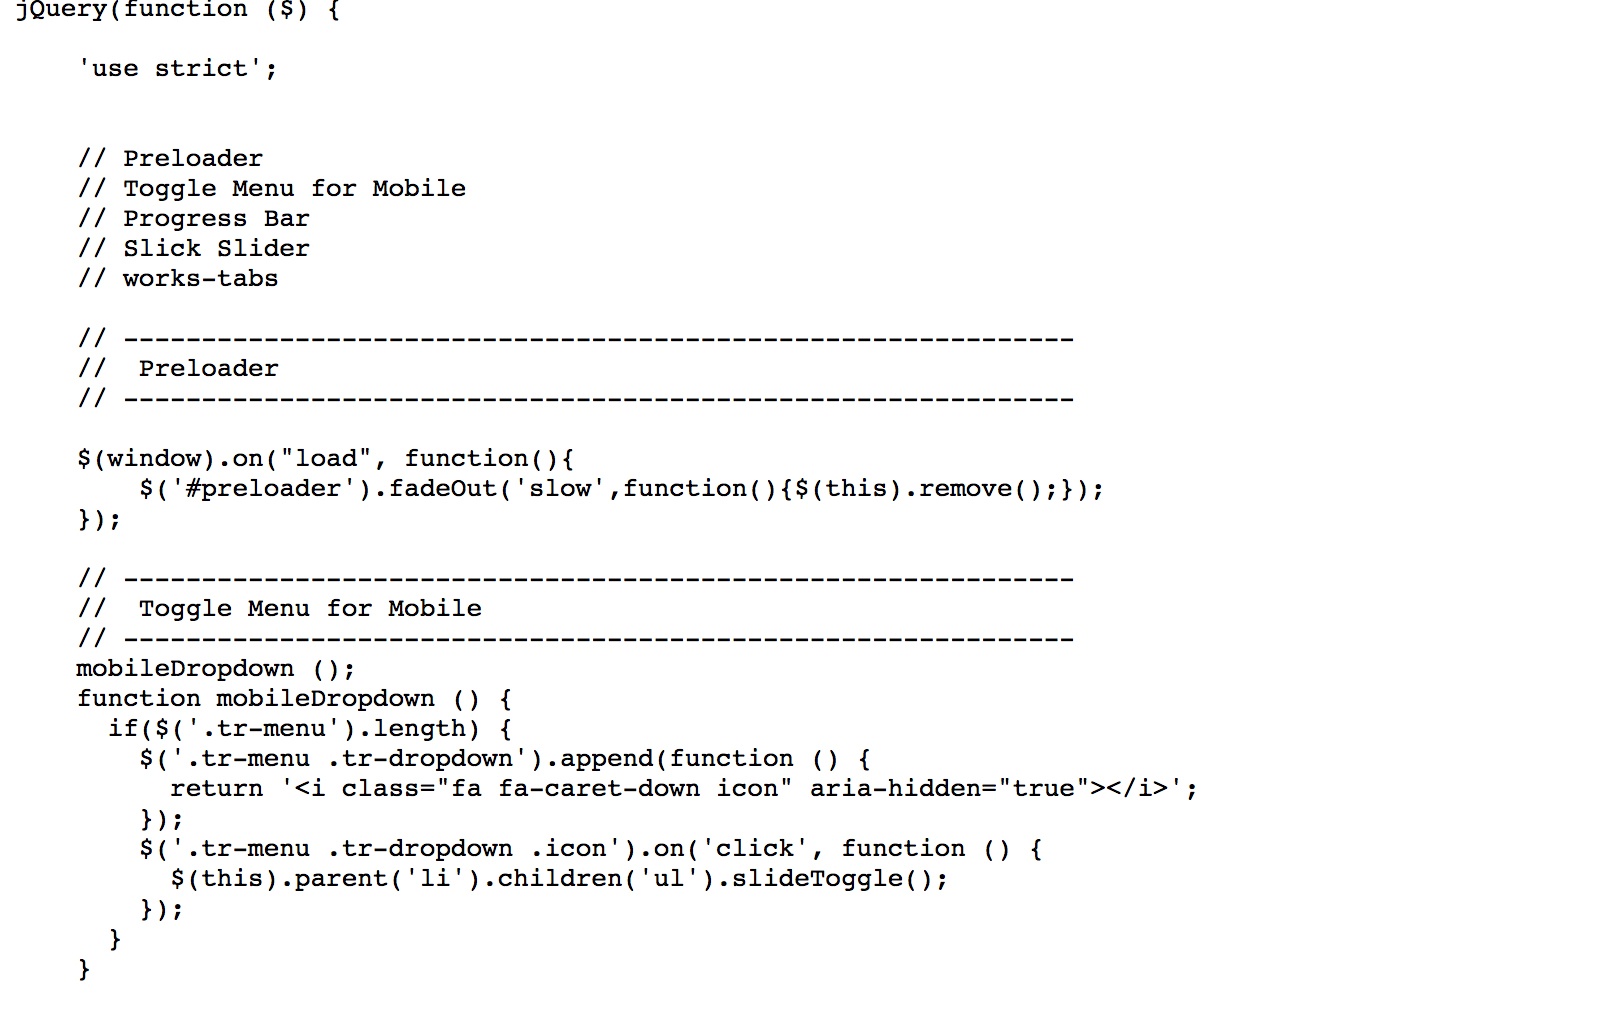 jQuery(function ($) {
'use strict';
// Preloader
// Toggle Menu for Mobile
// Progress Bar
// Slick Slider
// works-tabs
// -------------------------------------------------------------
//  Preloader
// -------------------------------------------------------------
$(window).on("load", function(){
$('#preloader').fadeOut('slow',function(){$(this).remove();});
});
// -------------------------------------------------------------
//  Toggle Menu for Mobile
// -------------------------------------------------------------
mobileDropdown ();
function mobileDropdown () {
if($('.tr-menu').length) {
$('.tr-menu .tr-dropdown').append(function () {
return '<i class="fa fa-caret-down icon" aria-hidden="true"></i>';
});
$('.tr-menu .tr-dropdown .icon').on('click', function () {
$(this).parent('li').children('ul').slideToggle();
});
}
}